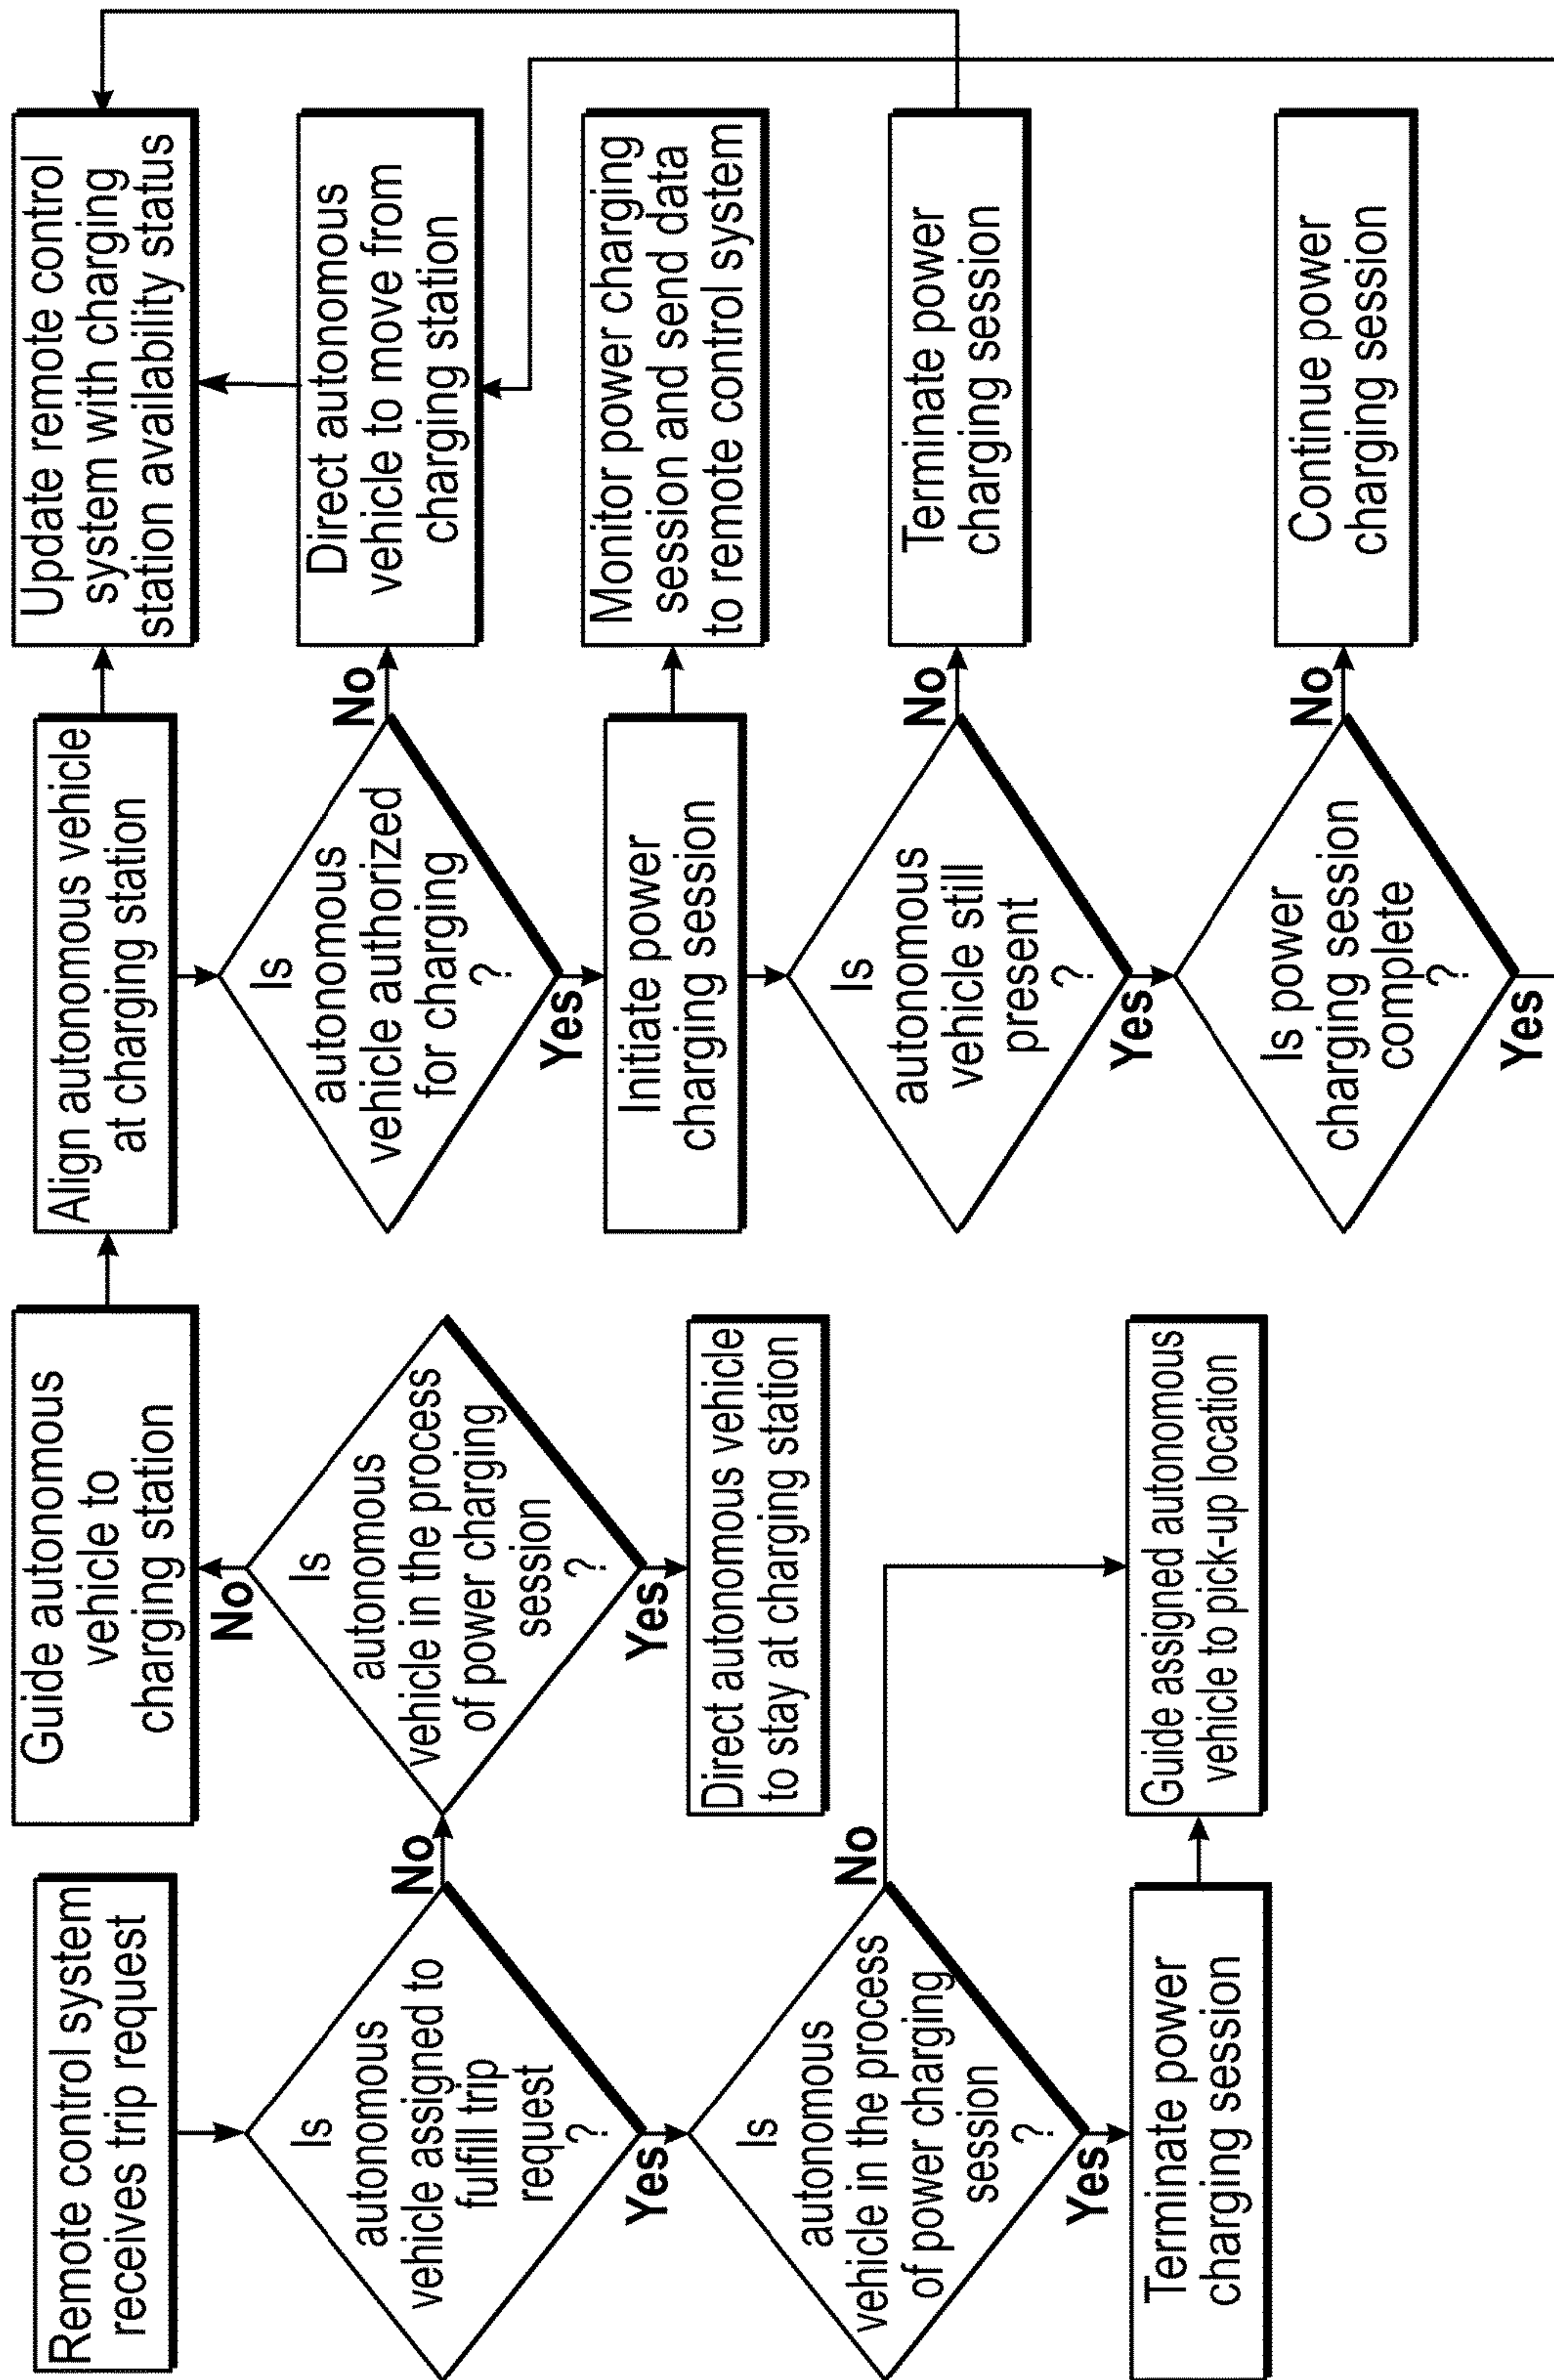 Remote control system
receives trip request
Is
autonomous
vehicle assigned to
fulfill trip
request
?
No
Yes
Is
autonomous
vehicle in the process
of power charging
session
?
No
Yes
Terminate power
charging session
Guide autonomous
vehicle to
charging station
No
Is
autonomous
vehicle in the process
of power charging
session
?
Yes
Direct autonomous vehicle
to stay at charging station
Guide assigned autonomous
vehicle to pick-up location
Align autonomous vehicle
at charging station
Is
autonomous
vehicle authorized
for charging
?
No
Yes
Initiate power
charging session
Is
autonomous
vehicle still
present
?
No
Yes
Is power
charging session
complete
?
No
Yes
Update remote control
system with charging
station availability status
Direct autonomous
vehicle to move from
charging station
Monitor power charging
session and send data
to remote control system
Terminate power
charging session
Continue power
charging session